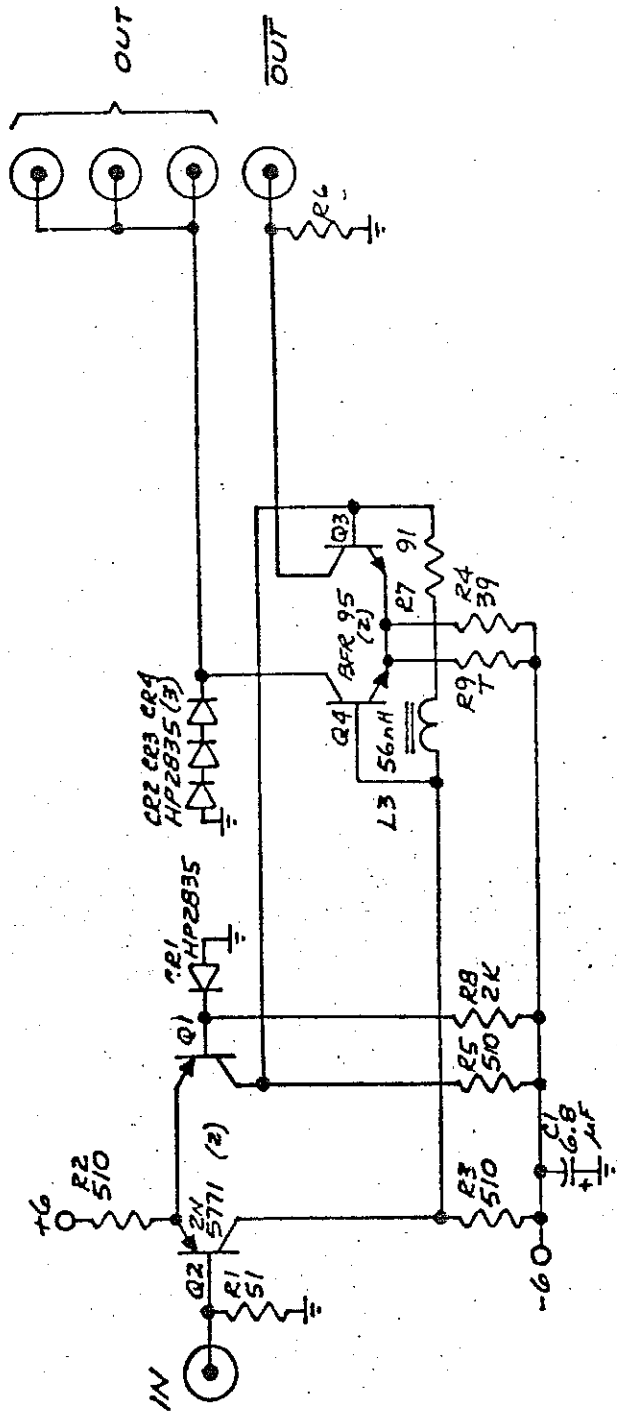 IN
Q2
R1
51
+6
R2
510
2N
5771 (2)
Q1
CR1
HP2835
R3
510
R5
510
R8
2K
-6
C1
6.8
µF
CR2 CR3 CR4
HP2835 (3)
Q4
BFR 95
(2)
Q3
L3 56nH
R7
91
R9
T
R4
39
R6
OUT
OUT